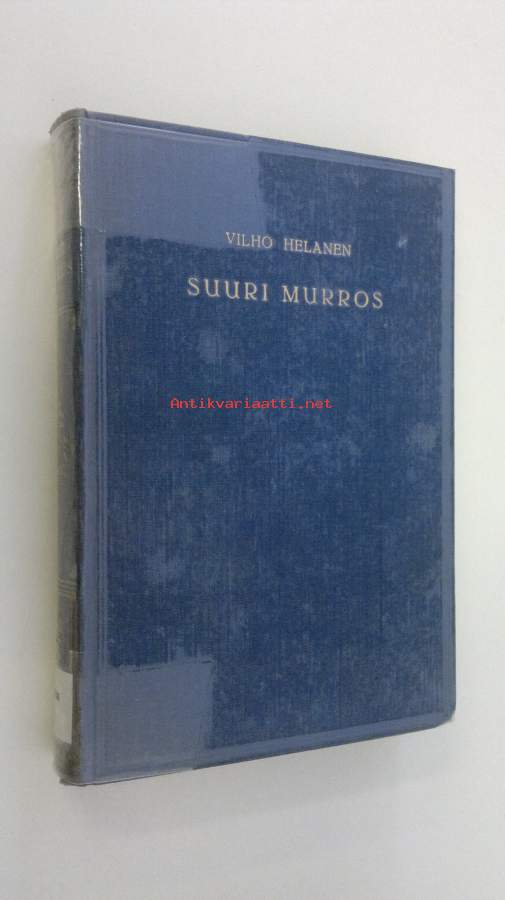 VILHO HELANEN
SUURI MURROS
Antikvariaatti.net